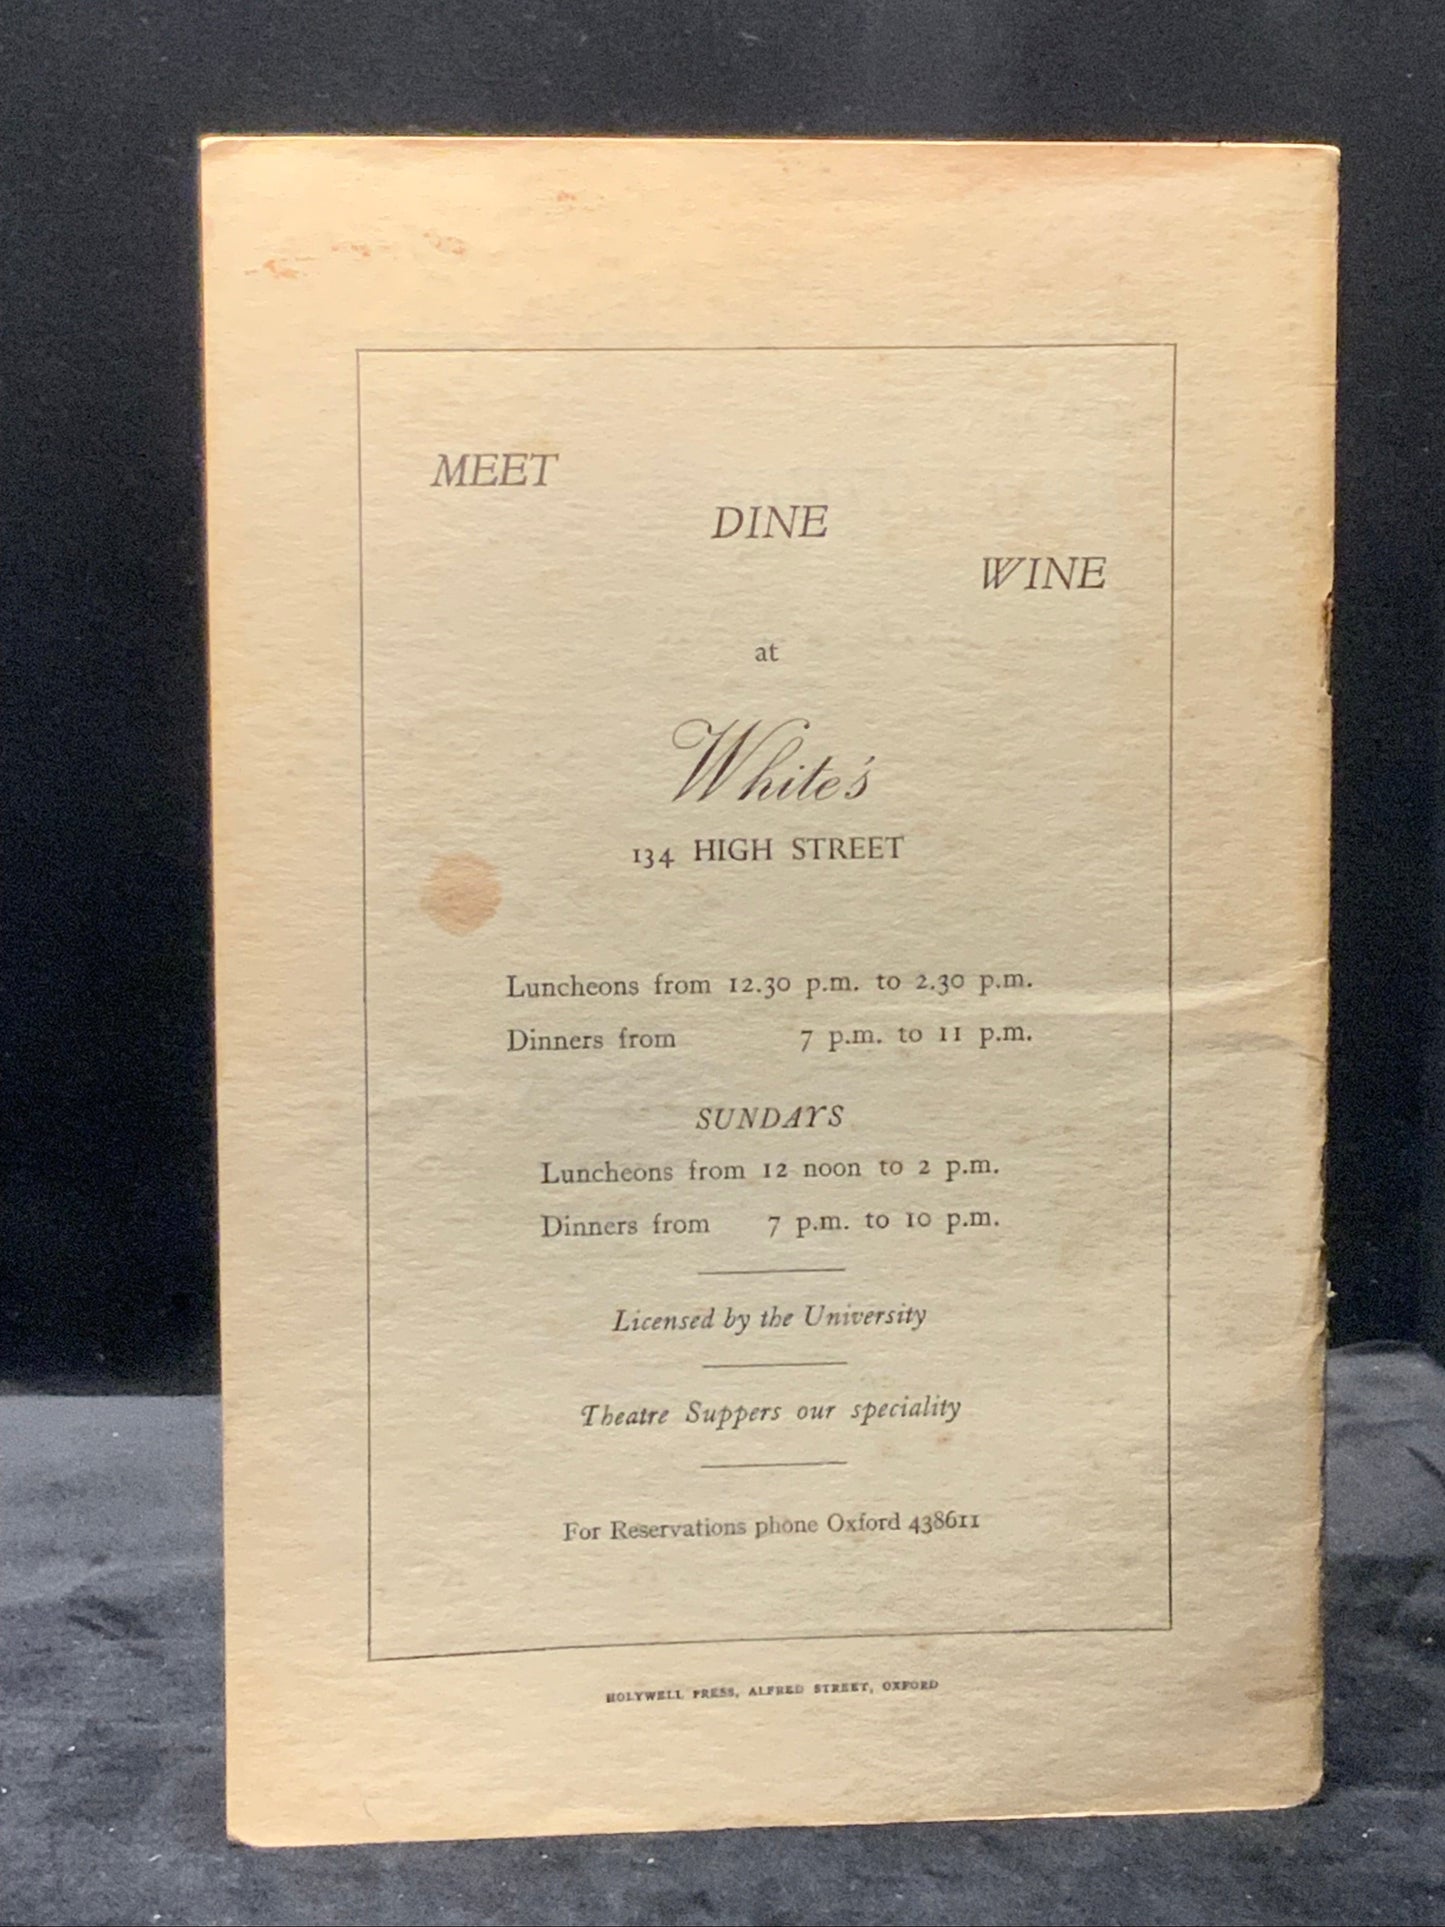 MEET
DINE
WINE
at
White's
134 HIGH STREET
Luncheons from 12.30 p.m. to 2.30 p.m.
Dinners from 7 p.m. to 11 p.m.
SUNDAYS
Luncheons from 12 noon to 2 p.m.
Dinners from 7 p.m. to 10 p.m.
Licensed by the University
Theatre Suppers our speciality
For Reservations phone Oxford 438611
HOLYWELL PRESS, ALFRED STREET, OXFORD